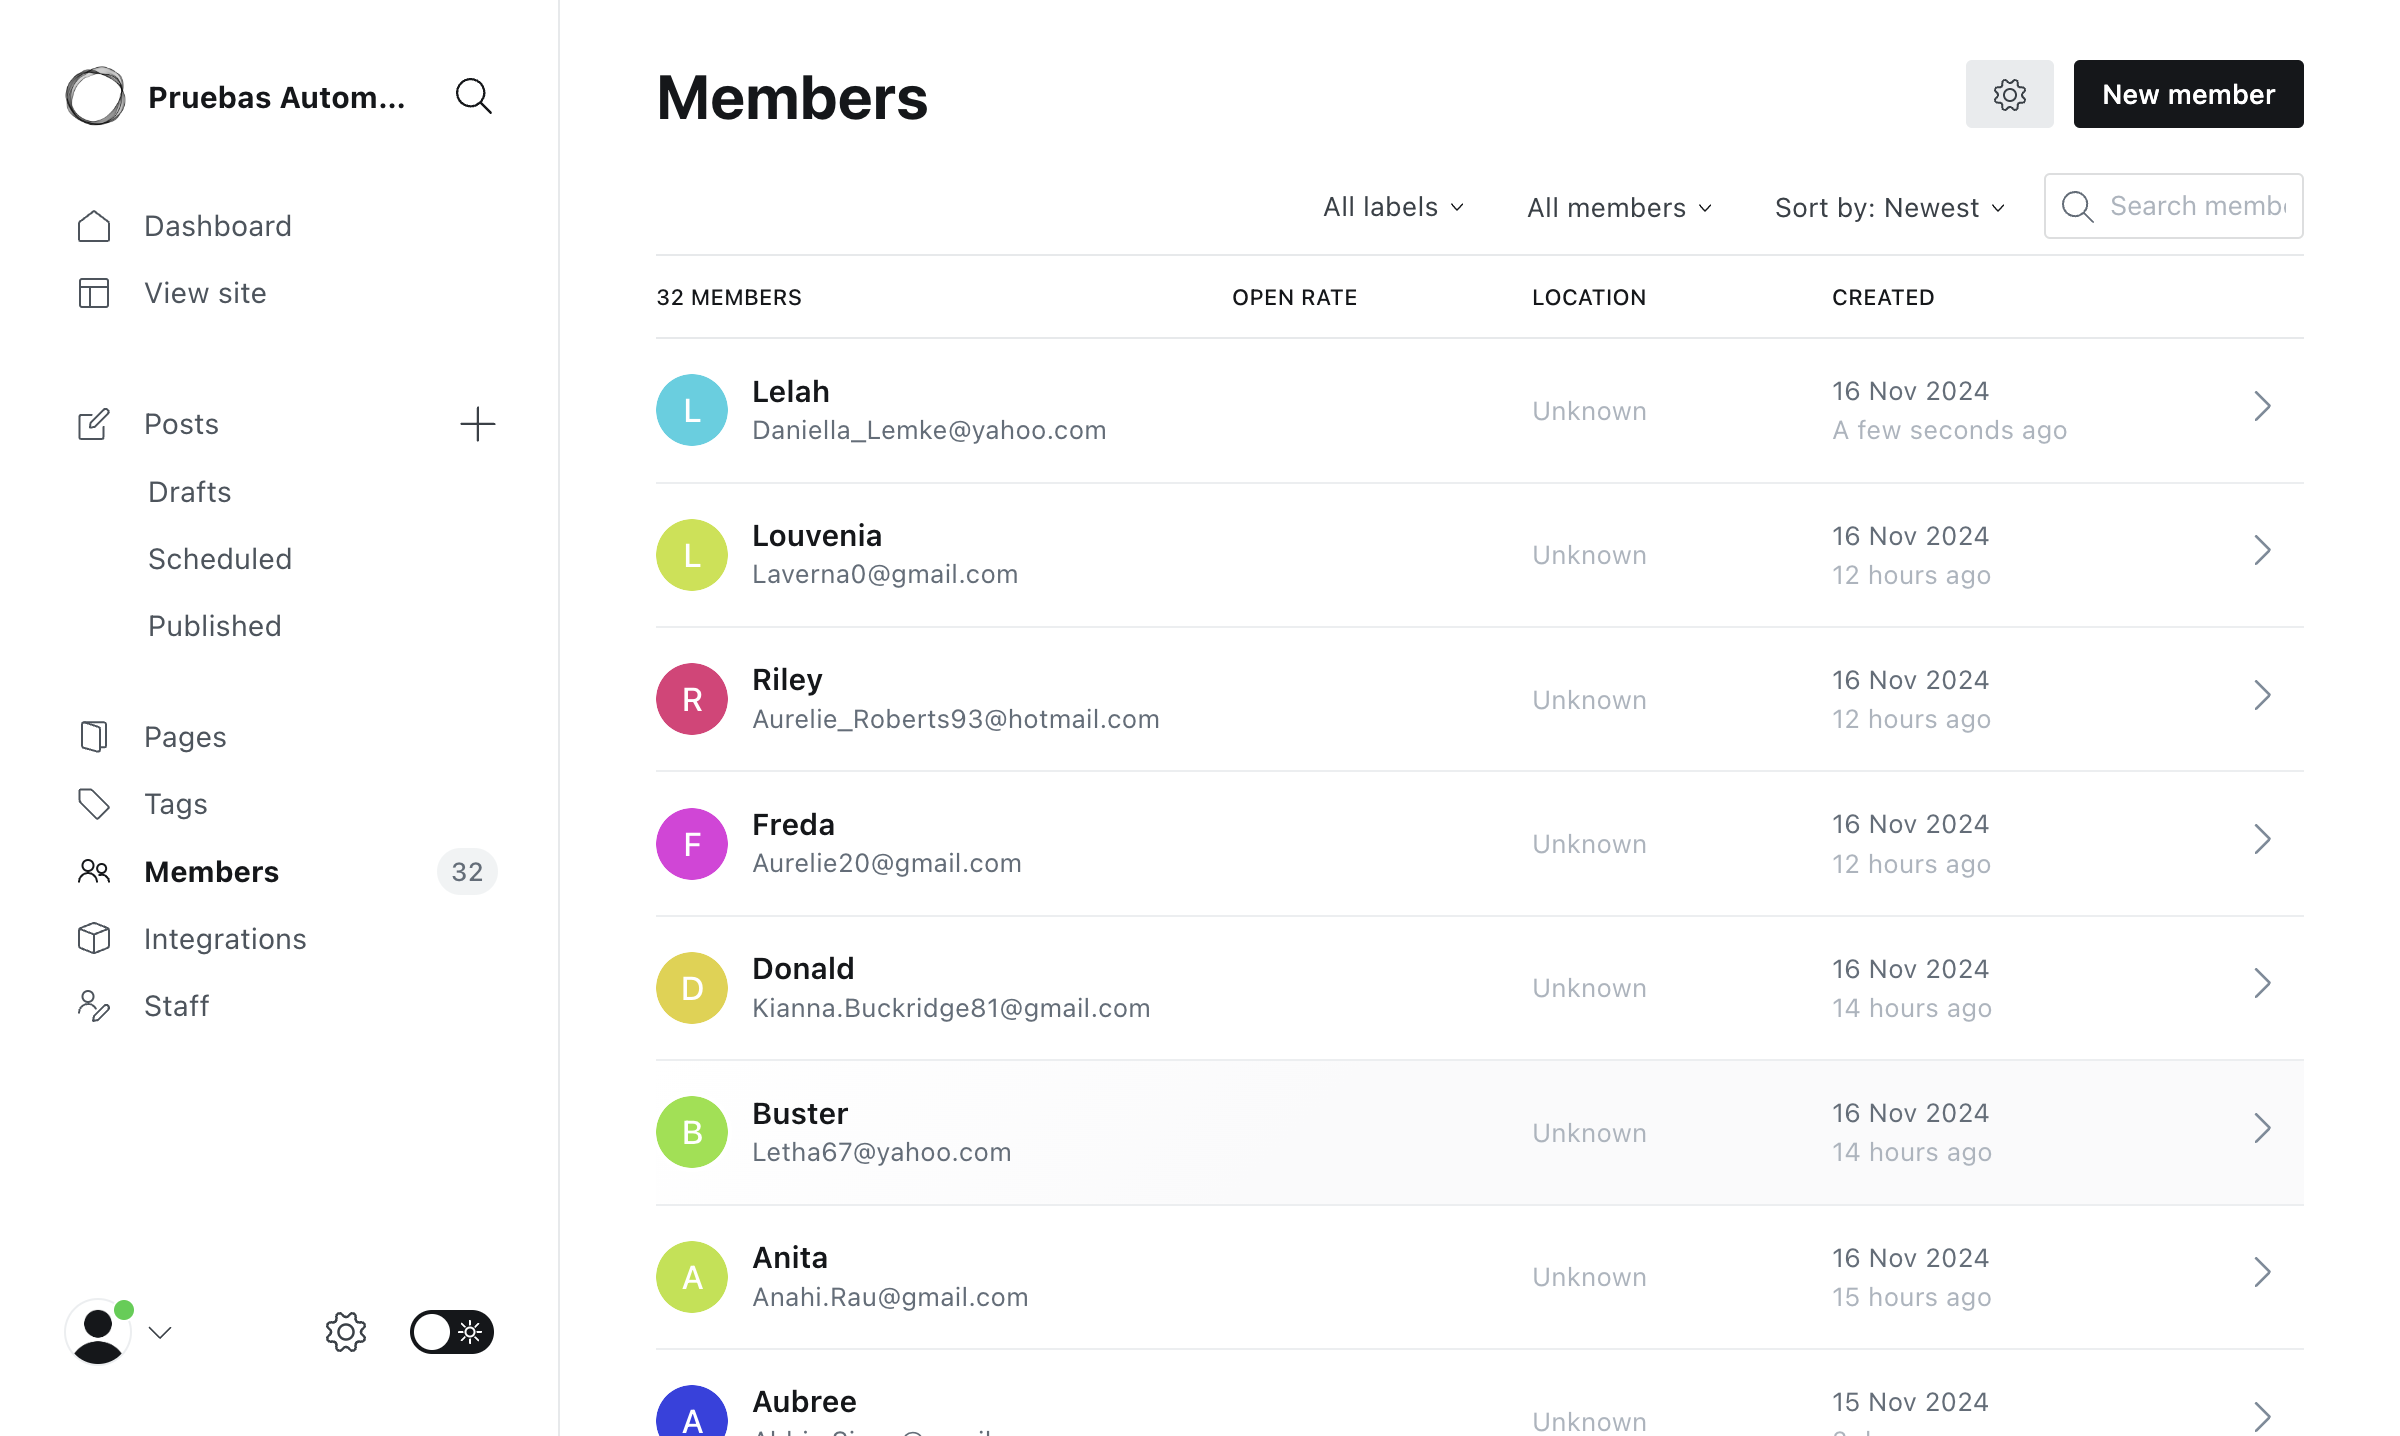 Pruebas Autom...
Dashboard
View site
Posts
Drafts
Scheduled
Published
Pages
Tags
Members 32
Integrations
Staff
Members
New member
All labels All members Sort by: Newest Search memb
32 MEMBERS OPEN RATE LOCATION CREATED
L Lelah
Daniella_Lemke@yahoo.com
Unknown
16 Nov 2024
A few seconds ago
L Louvenia
Laverna0@gmail.com
Unknown
16 Nov 2024
12 hours ago
R Riley
Aurelie_Roberts93@hotmail.com
Unknown
16 Nov 2024
12 hours ago
F Freda
Aurelie20@gmail.com
Unknown
16 Nov 2024
12 hours ago
D Donald
Kianna.Buckridge81@gmail.com
Unknown
16 Nov 2024
14 hours ago
B Buster
Letha67@yahoo.com
Unknown
16 Nov 2024
14 hours ago
A Anita
Anahi.Rau@gmail.com
Unknown
16 Nov 2024
15 hours ago
A Aubree
Unknown
15 Nov 2024